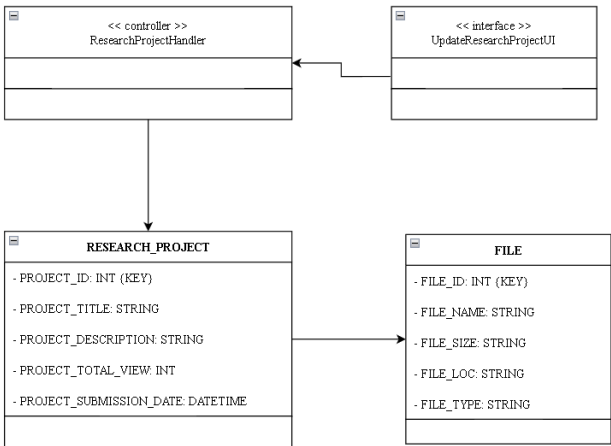 << controller >>
ResearchProjectHandler
<< interface >>
UpdateResearchProjectUI
RESEARCH_PROJECT
- PROJECT_ID: INT {KEY}
- PROJECT_TITLE: STRING
- PROJECT_DESCRIPTION: STRING
- PROJECT_TOTAL_VIEW: INT
- PROJECT_SUBMISSION_DATE: DATETIME
FILE
- FILE_ID: INT {KEY}
- FILE_NAME: STRING
- FILE_SIZE: STRING
- FILE_LOC: STRING
- FILE_TYPE: STRING